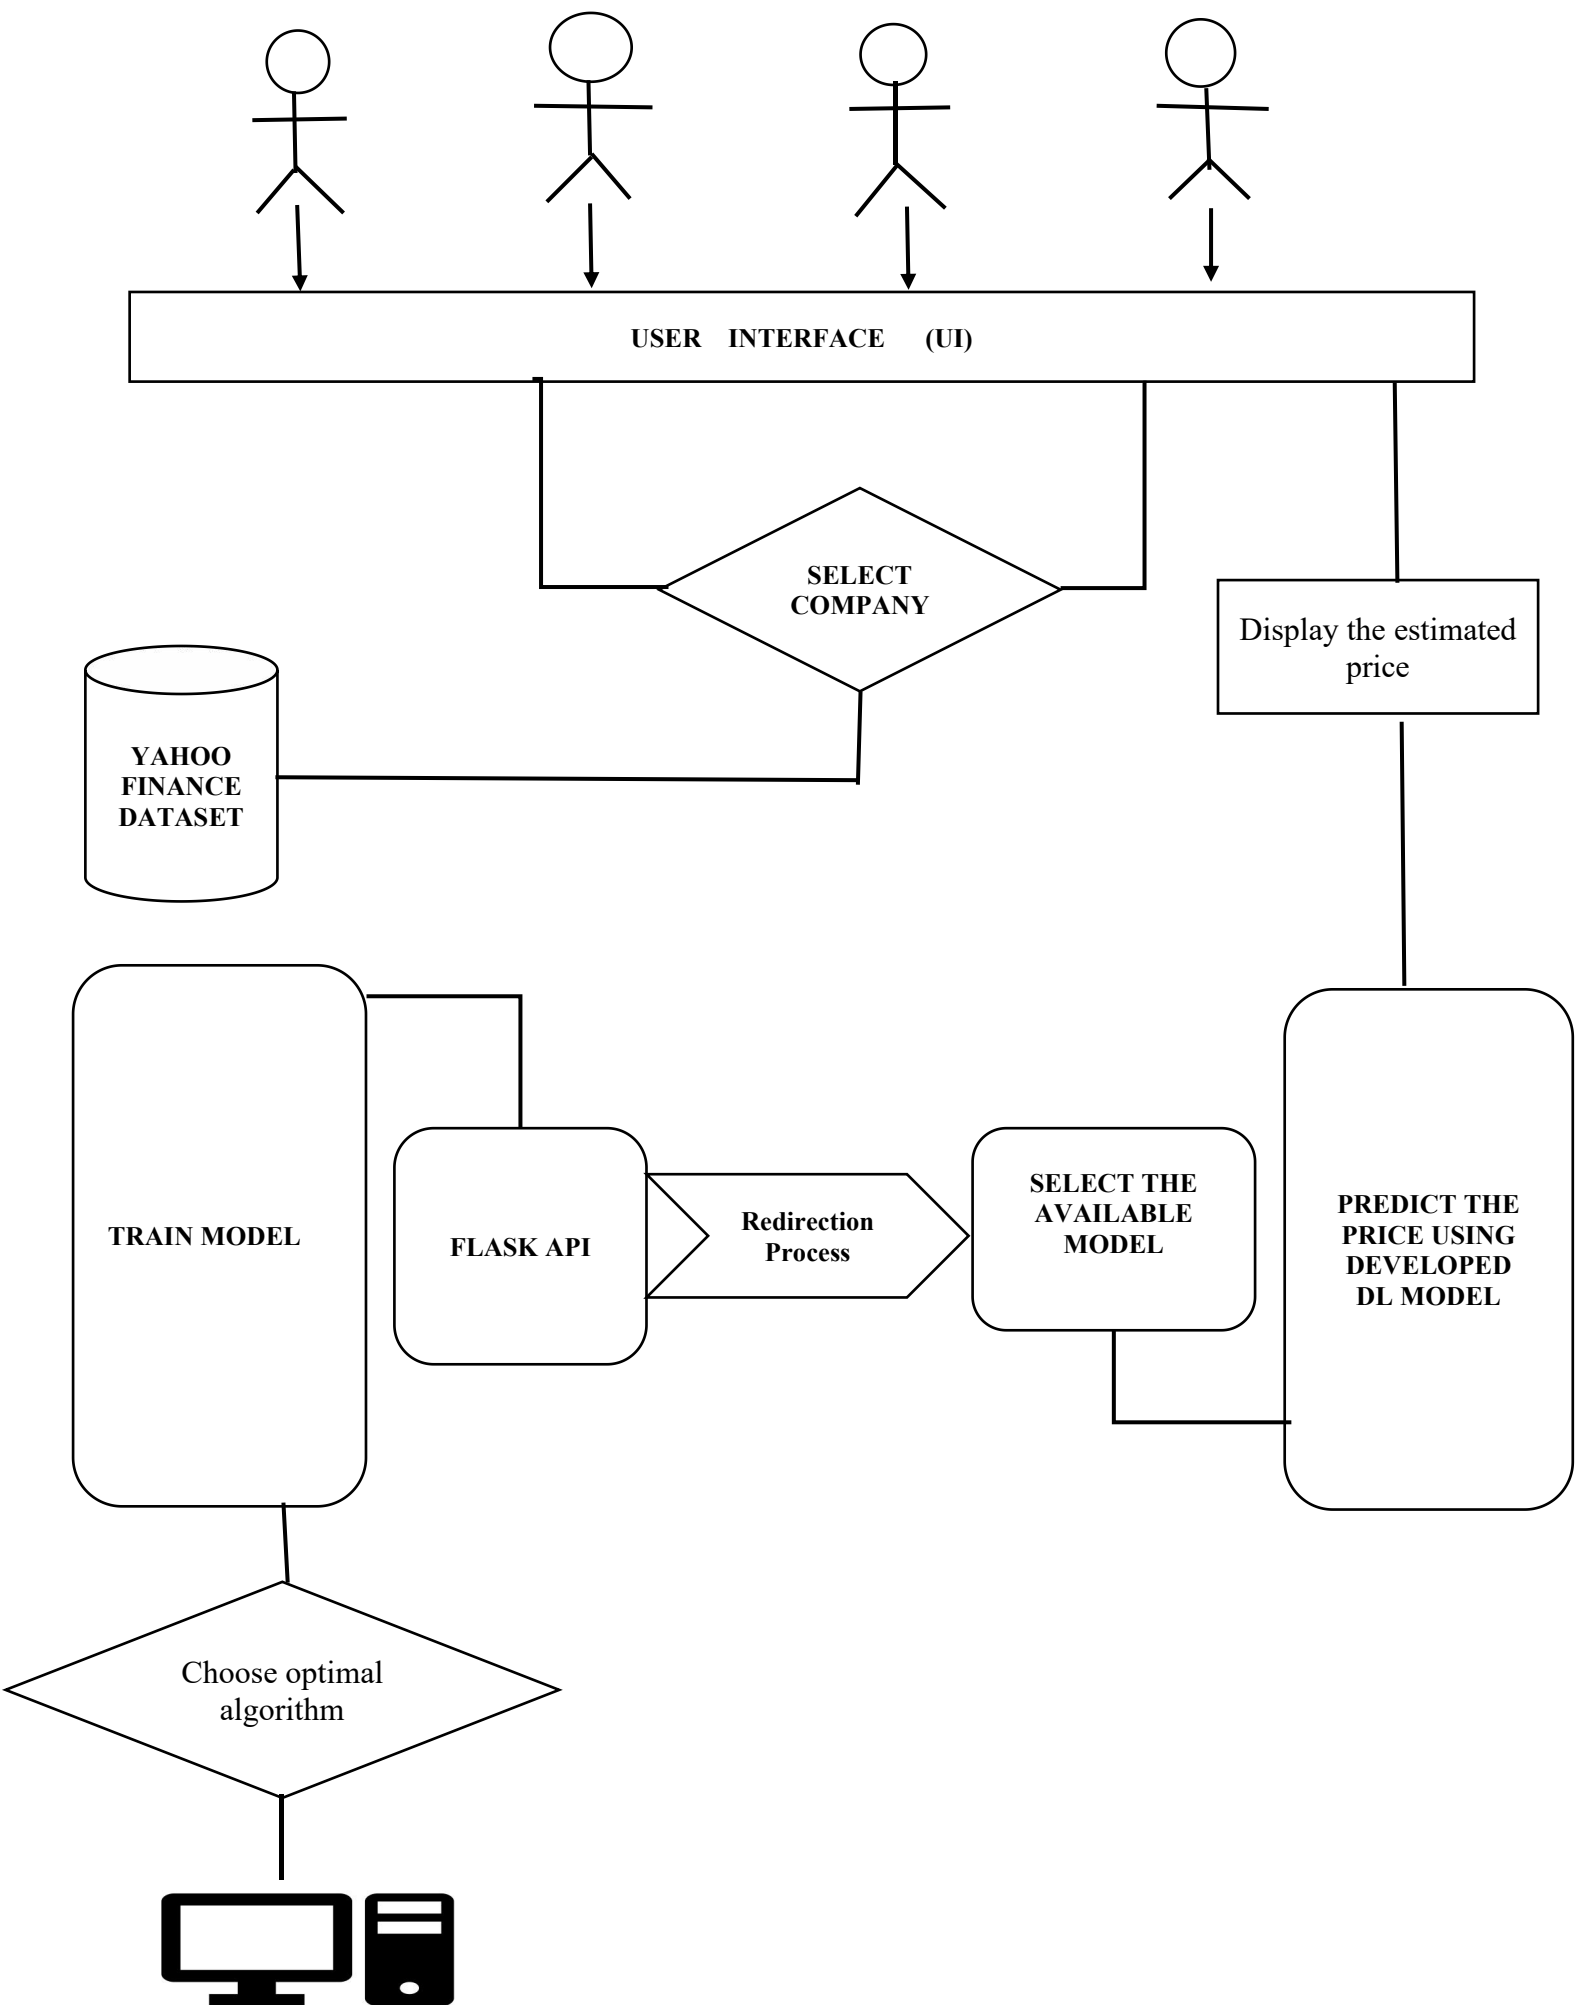 USER INTERFACE (UI)
SELECT
COMPANY
Display the estimated
price
YAHOO
FINANCE
DATASET
TRAIN MODEL
FLASK API
Redirection
Process
SELECT THE
AVAILABLE
MODEL
PREDICT THE
PRICE USING
DEVELOPED
DL MODEL
Choose optimal
algorithm